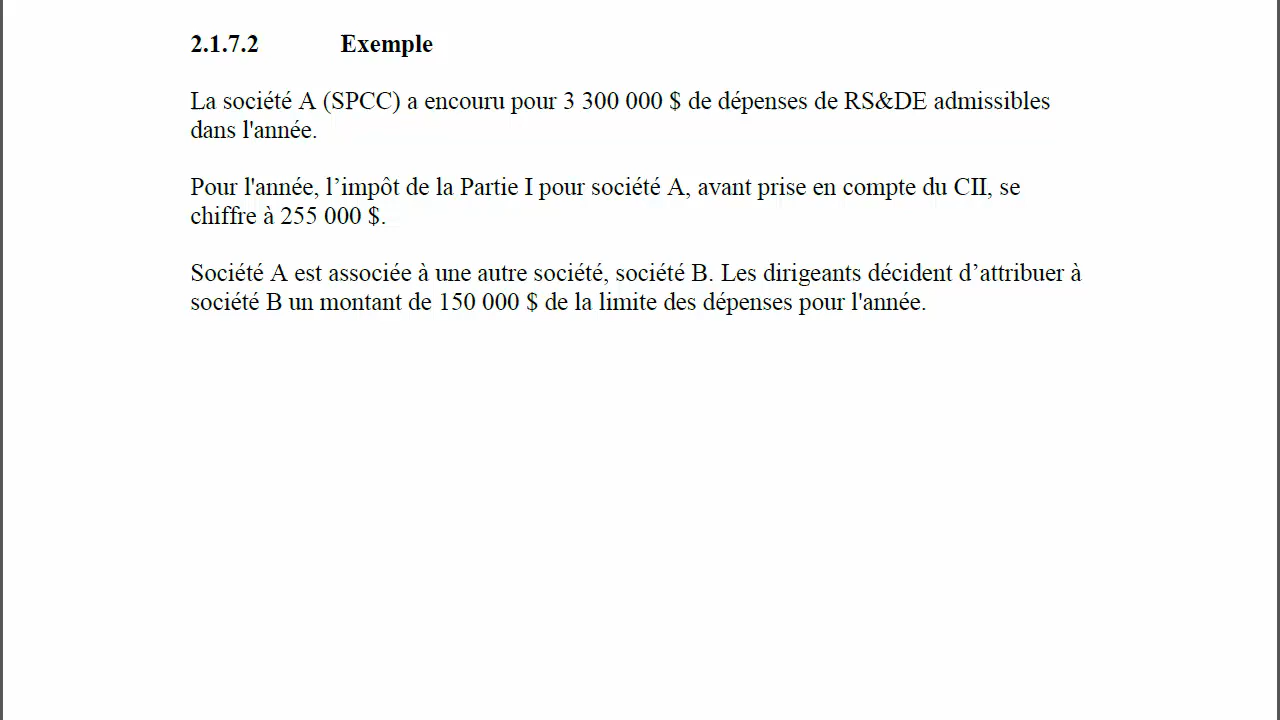 2.1.7.2 Exemple
La société A (SPCC) a encouru pour 3 300 000 $ de dépenses de RS&DE admissibles
dans l'année.
Pour l'année, l’impôt de la Partie I pour société A, avant prise en compte du CII, se
chiffre à 255 000 $.
Société A est associée à une autre société, société B. Les dirigeants décident d’attribuer à
société B un montant de 150 000 $ de la limite des dépenses pour l'année.